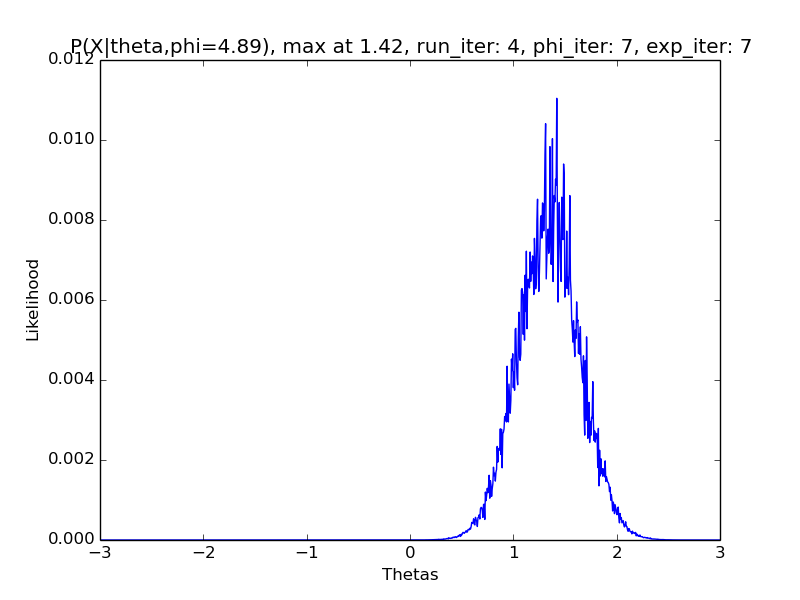 P(X|theta,phi=4.89), max at 1.42, run_iter: 4, phi_iter: 7, exp_iter: 7
0.012
0.010
0.008
0.006
0.004
0.002
0.000
Likelihood
−3 −2 −1 0 1 2 3
Thetas